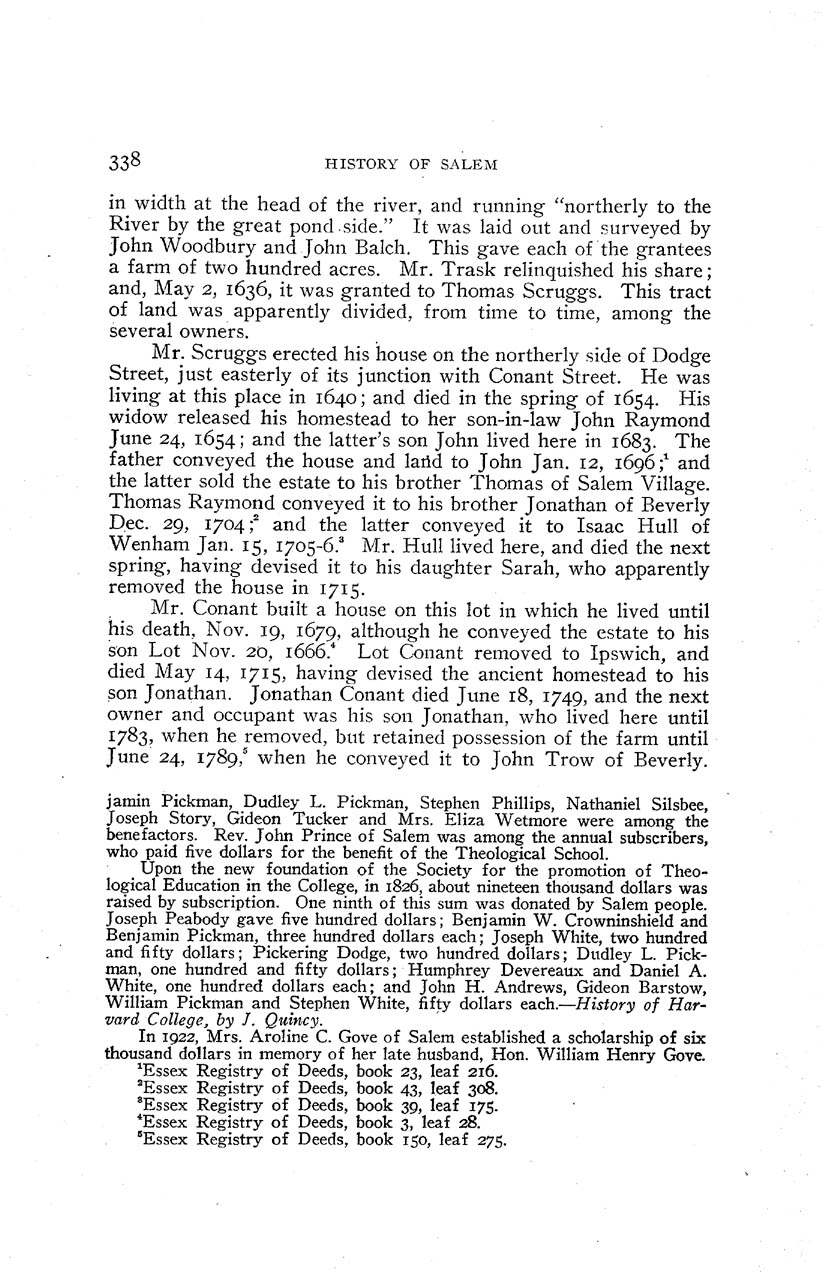 338 HISTORY OF SALEM
in width at the head of the river, and running “northerly to the
River by the great pond side.” It was laid out and surveyed by
John Woodbury and John Balch. This gave each of the grantees
a farm of two hundred acres. Mr. Trask relinquished his share;
and, May 2, 1636, it was granted to Thomas Scruggs. This tract
of land was apparently divided, from time to time, among the
several owners.
Mr. Scruggs erected his house on the northerly side of Dodge
Street, just easterly of its junction with Conant Street. He was
living at this place in 1640; and died in the spring of 1654. His
widow released his homestead to her son-in-law John Raymond
June 24, 1654; and the latter’s son John lived here in 1683. The
father conveyed the house and land to John Jan. 12, 1696;¹ and
the latter sold the estate to his brother Thomas of Salem Village.
Thomas Raymond conveyed it to his brother Jonathan of Beverly
Dec. 29, 1704;² and the latter conveyed it to Isaac Hull of
Wenham Jan. 15, 1705-6.³ Mr. Hull lived here, and died the next
spring, having devised it to his daughter Sarah, who apparently
removed the house in 1715.
Mr. Conant built a house on this lot in which he lived until
his death, Nov. 19, 1679, although he conveyed the estate to his
son Lot Nov. 20, 1666.⁴ Lot Conant removed to Ipswich, and
died May 14, 1715, having devised the ancient homestead to his
son Jonathan. Jonathan Conant died June 18, 1749, and the next
owner and occupant was his son Jonathan, who lived here until
1783, when he removed, but retained possession of the farm until
June 24, 1789,⁵ when he conveyed it to John Trow of Beverly.
jamin Pickman, Dudley L. Pickman, Stephen Phillips, Nathaniel Silsbee,
Joseph Story, Gideon Tucker and Mrs. Eliza Wetmore were among the
benefactors. Rev. John Prince of Salem was among the annual subscribers,
who paid five dollars for the benefit of the Theological School.
Upon the new foundation of the Society for the promotion of Theo-
logical Education in the College, in 1826, about nineteen thousand dollars was
raised by subscription. One ninth of this sum was donated by Salem people.
Joseph Peabody gave five hundred dollars; Benjamin W. Crowninshield and
Benjamin Pickman, three hundred dollars each; Joseph White, two hundred
and fifty dollars; Pickering Dodge, two hundred dollars; Dudley L. Pick-
man, one hundred and fifty dollars; Humphrey Devereaux and Daniel A.
White, one hundred dollars each; and John H. Andrews, Gideon Barstow,
William Pickman and Stephen White, fifty dollars each.—History of Har-
vard College, by J. Quincy.
In 1922, Mrs. Aroline C. Gove of Salem established a scholarship of six
thousand dollars in memory of her late husband, Hon. William Henry Gove.
¹Essex Registry of Deeds, book 23, leaf 216.
²Essex Registry of Deeds, book 43, leaf 308.
³Essex Registry of Deeds, book 39, leaf 175.
⁴Essex Registry of Deeds, book 3, leaf 28.
⁵Essex Registry of Deeds, book 150, leaf 275.